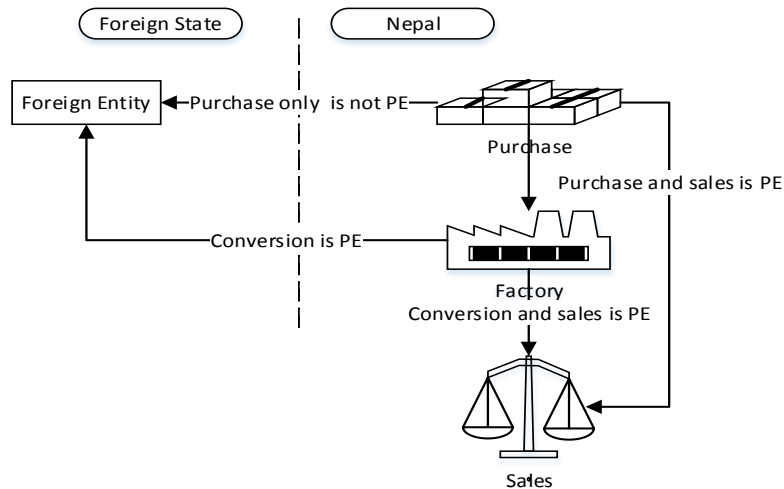 Foreign State
Nepal
Foreign Entity
Purchase only is not PE
Purchase
Purchase and sales is PE
Conversion is PE
Factory
Conversion and sales is PE
Sales